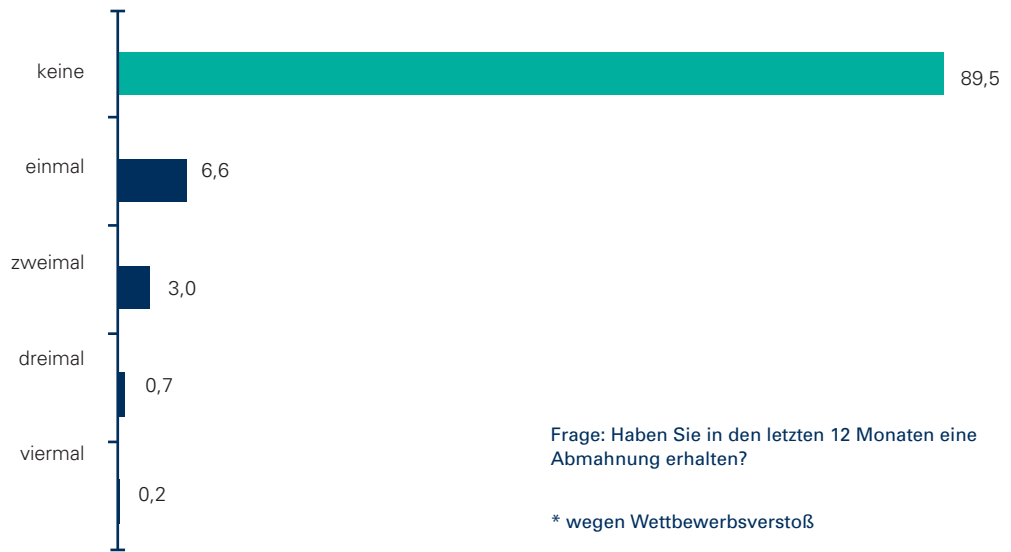 keine
89,5
einmal
6,6
zweimal
3,0
dreimal
0,7
viermal
0,2
Frage: Haben Sie in den letzten 12 Monaten eine
Abmahnung erhalten?
* wegen Wettbewerbsverstoß